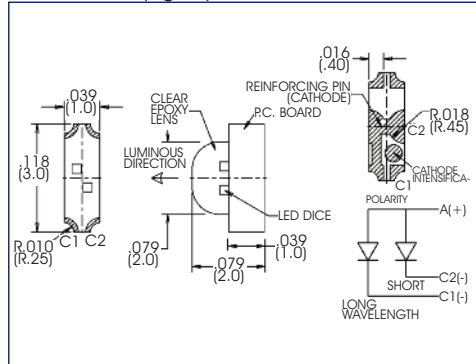 .039
(1.0)
.118
(3.0)
R.010
(R.25)
C1 C2
CLEAR
EPOXY
LENS
P.C. BOARD
LUMINOUS
DIRECTION
LED DICE
.079
(2.0)
.079
(2.0)
.039
(1.0)
.016
(.40)
REINFORCING PIN
(CATHODE)
R.018
(R.45)
C2
C1
CATHODE
INTENSIFICA-
POLARITY
A(+)
C2(-)
SHORT
C1(-)
LONG
WAVELENGTH